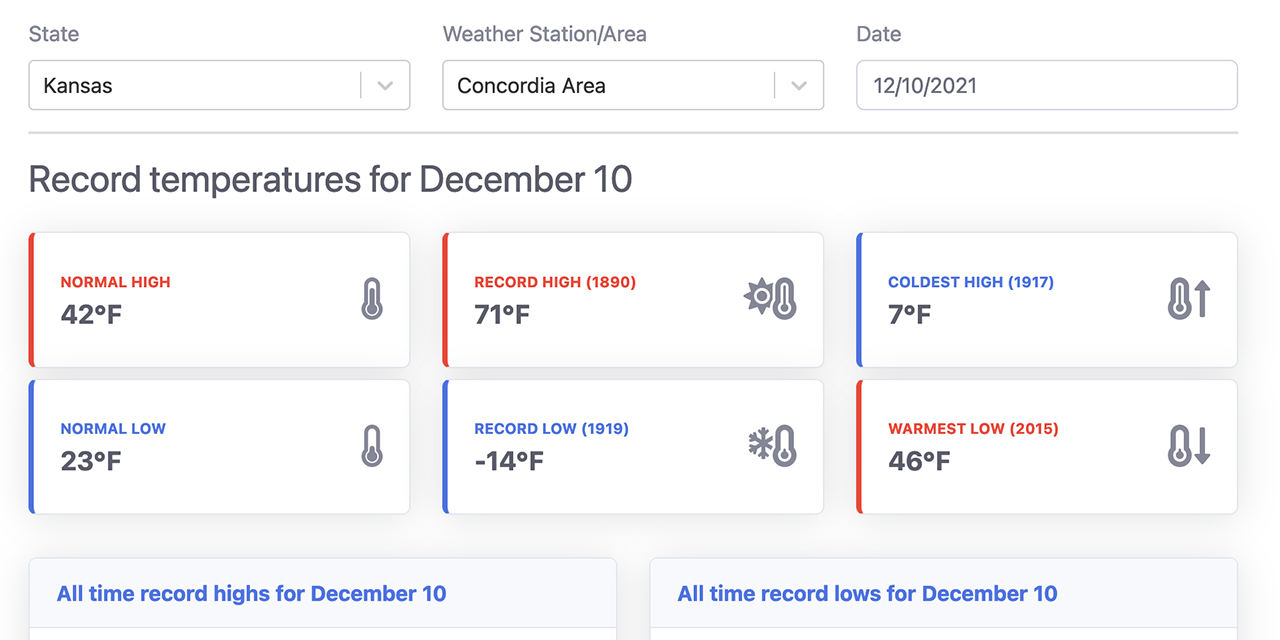 State
Weather Station/Area
Date
Kansas
Concordia Area
12/10/2021
Record temperatures for December 10
NORMAL HIGH
42°F
RECORD HIGH (1890)
71°F
COLDEST HIGH (1917)
7°F
NORMAL LOW
23°F
RECORD LOW (1919)
-14°F
WARMEST LOW (2015)
46°F
All time record highs for December 10
All time record lows for December 10